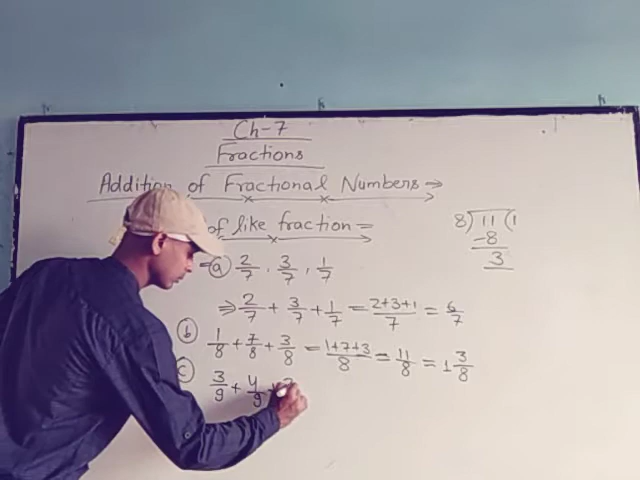 Ch-7
Fractions
Addition of Fractional Numbers ⇒
of like fraction =
8) 11 (1
-8
3
(a) 2/7, 3/7, 1/7
⇒ 2/7 + 3/7 + 1/7 = 2+3+1/7 = 6/7
(b) 1/8 + 7/8 + 3/8 = 1+7+3/8 = 11/8 = 1 3/8
(c) 3/9 + 4/9 +